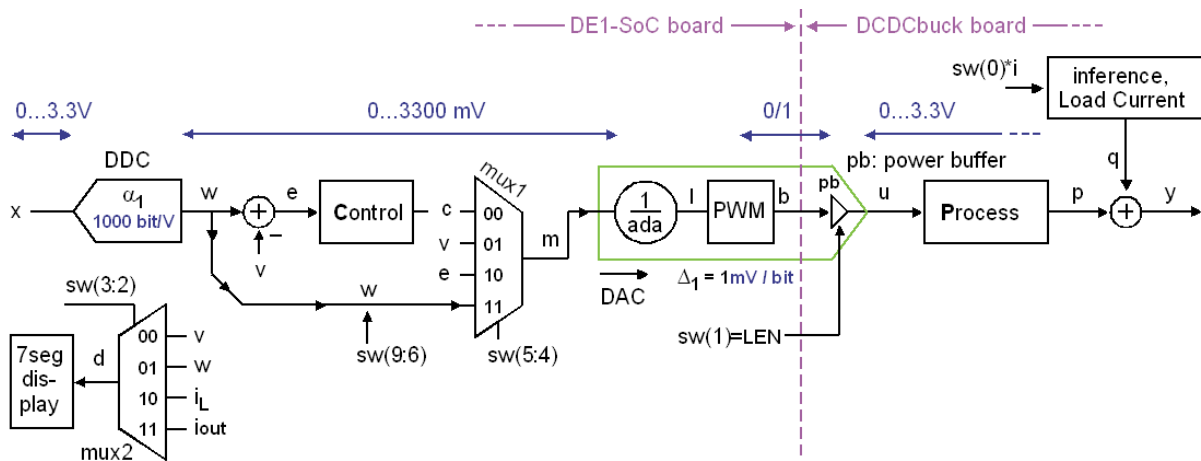 DE1-SoC board
DCDCbuck board
sw(0)*i
inference,
Load Current
0...3.3V
0...3300 mV
0/1
0...3.3V
DDC
α1
1000 bit/V
x
w
e
Control
c
v
e
mux1
00
01
10
11
m
1
ada
l
PWM
b
pb
pb: power buffer
u
Process
p
q
y
v
−
DAC
Δ1 = 1mV / bit
w
sw(9:6)
sw(5:4)
sw(1)=LEN
sw(3:2)
7seg
dis-
play
d
00
01
10
11
v
w
iL
iout
mux2